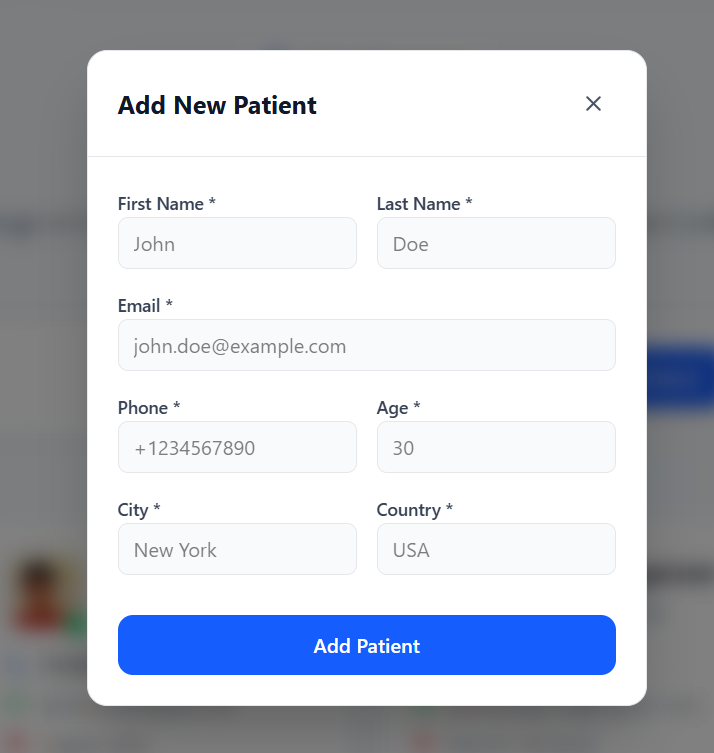 Add New Patient
First Name * Last Name *
John Doe
Email *
john.doe@example.com
Phone * Age *
+1234567890 30
City * Country *
New York USA
Add Patient